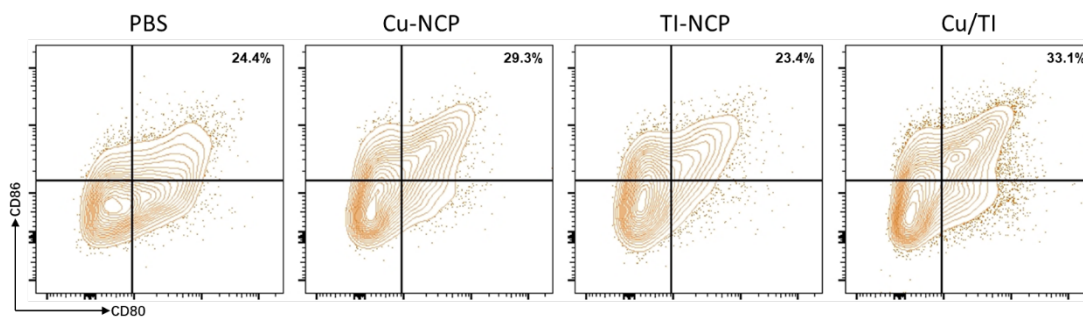 PBS
Cu-NCP
TI-NCP
Cu/TI
24.4%
29.3%
23.4%
33.1%
CD86
CD80